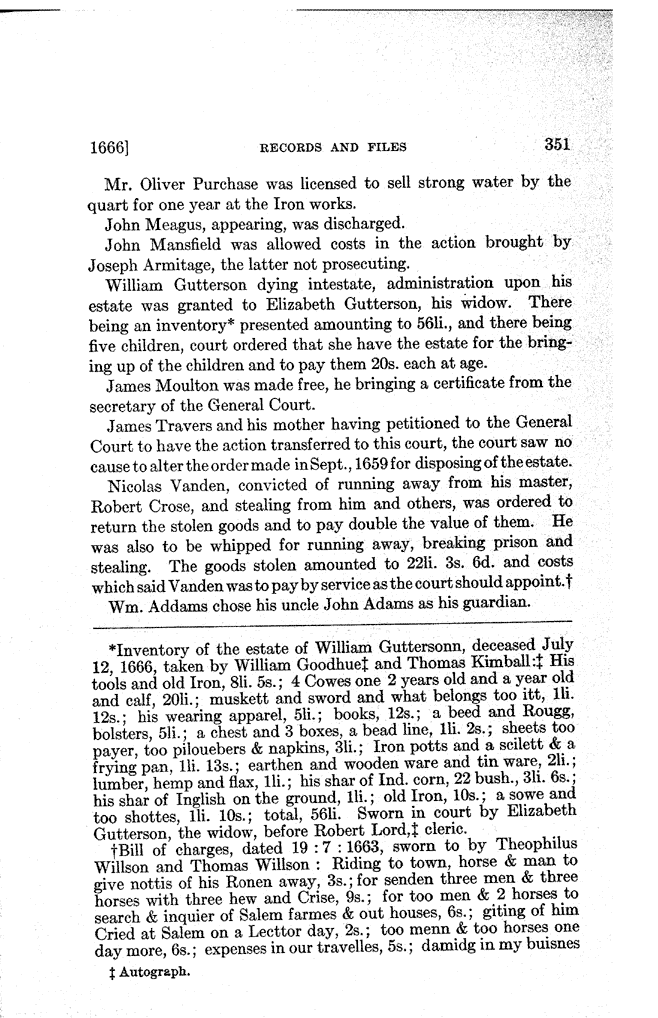 1666] RECORDS AND FILES 351
Mr. Oliver Purchase was licensed to sell strong water by the
quart for one year at the Iron works.
John Meagus, appearing, was discharged.
John Mansfield was allowed costs in the action brought by
Joseph Armitage, the latter not prosecuting.
William Gutterson dying intestate, administration upon his
estate was granted to Elizabeth Gutterson, his widow. There
being an inventory* presented amounting to 56li., and there being
five children, court ordered that she have the estate for the bring-
ing up of the children and to pay them 20s. each at age.
James Moulton was made free, he bringing a certificate from the
secretary of the General Court.
James Travers and his mother having petitioned to the General
Court to have the action transferred to this court, the court saw no
cause to alter the order made in Sept., 1659 for disposing of the estate.
Nicolas Vanden, convicted of running away from his master,
Robert Crose, and stealing from him and others, was ordered to
return the stolen goods and to pay double the value of them. He
was also to be whipped for running away, breaking prison and
stealing. The goods stolen amounted to 22li. 3s. 6d. and costs
which said Vanden was to pay by service as the court should appoint.†
Wm. Addams chose his uncle John Adams as his guardian.
*Inventory of the estate of William Guttersonn, deceased July
12, 1666, taken by William Goodhue‡ and Thomas Kimball:‡ His
tools and old Iron, 8li. 5s.; 4 Cowes one 2 years old and a year old
and calf, 20li.; muskett and sword and what belongs too itt, 1li.
12s.; his wearing apparel, 5li.; books, 12s.; a beed and Rougg,
bolsters, 5li.; a chest and 3 boxes, a bead line, 1li. 2s.; sheets too
payer, too pilouebers & napkins, 3li.; Iron potts and a scilett & a
frying pan, 1li. 13s.; earthen and wooden ware and tin ware, 2li.;
lumber, hemp and flax, 1li.; his shar of Ind. corn, 22 bush., 3li. 6s.;
his shar of Inglish on the ground, 1li.; old Iron, 10s.; a sowe and
too shottes, 1li. 10s.; total, 56li. Sworn in court by Elizabeth
Gutterson, the widow, before Robert Lord,‡ cleric.
†Bill of charges, dated 19 : 7 : 1663, sworn to by Theophilus
Willson and Thomas Willson : Riding to town, horse & man to
give nottis of his Ronen away, 3s.; for senden three men & three
horses with three hew and Crise, 9s.; for too men & 2 horses to
search & inquier of Salem farmes & out houses, 6s.; giting of him
Cried at Salem on a Lecttor day, 2s.; too menn & too horses one
day more, 6s.; expenses in our travelles, 5s.; damidg in my buisnes
‡ Autograph.